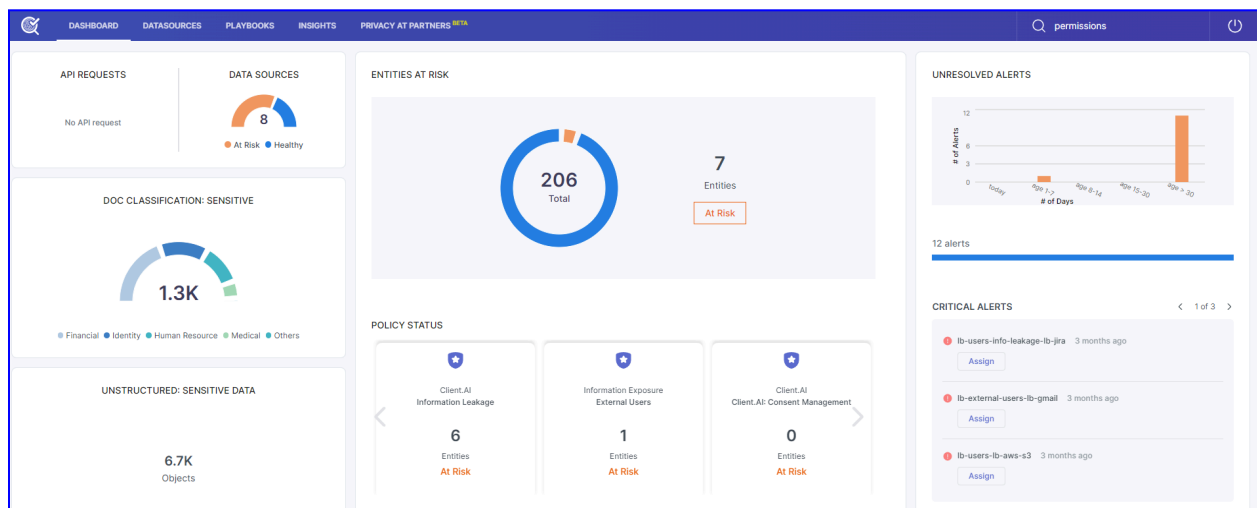 DASHBOARD DATASOURCES PLAYBOOKS INSIGHTS PRIVACY AT PARTNERS BETA permissions
API REQUESTS
No API request
DATA SOURCES
8
At Risk Healthy
DOC CLASSIFICATION: SENSITIVE
1.3K
Financial Identity Human Resource Medical Others
UNSTRUCTURED: SENSITIVE DATA
6.7K
Objects
ENTITIES AT RISK
206
Total
7
Entities
At Risk
POLICY STATUS
Client.AI
Information Leakage
6
Entities
At Risk
Information Exposure
External Users
1
Entities
At Risk
Client.AI
Client.AI: Consent Management
0
Entities
At Risk
UNRESOLVED ALERTS
12
6
3
0
# of Alerts
today age 1-7 age 8-14 age 15-30 age > 30
# of Days
12 alerts
CRITICAL ALERTS 1 of 3
lb-users-info-leakage-lb-jira 3 months ago
Assign
lb-external-users-lb-gmail 3 months ago
Assign
lb-users-lb-aws-s3 3 months ago
Assign